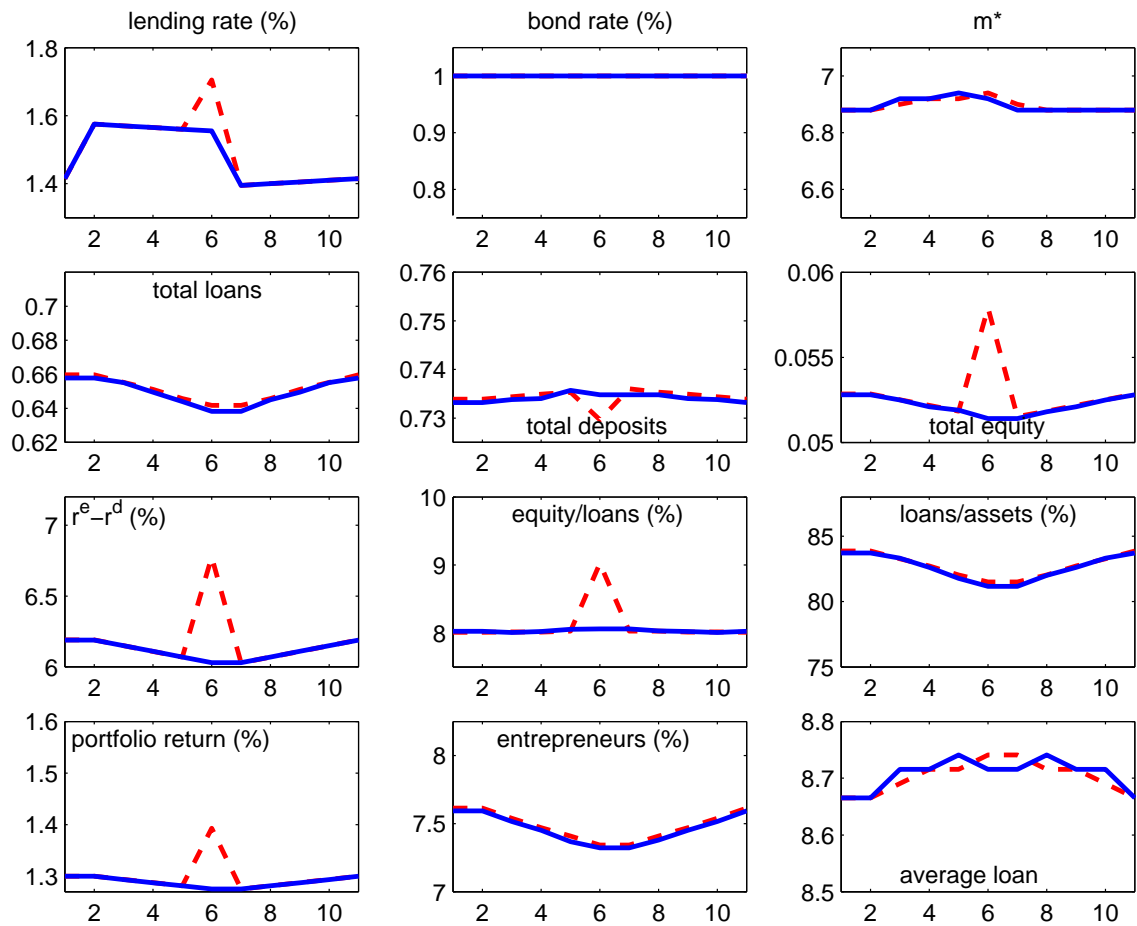 lending rate (%) bond rate (%) m*
1.8 1.6 1.4
1 0.9 0.8
7 6.8 6.6
2 4 6 8 10 2 4 6 8 10 2 4 6 8 10
total loans
0.7 0.68 0.66 0.64 0.62
0.76 0.75 0.74 0.73
total deposits
0.06 0.055 0.05
total equity
2 4 6 8 10 2 4 6 8 10 2 4 6 8 10
r^e−r^d (%) equity/loans (%) loans/assets (%)
7 6.5 6
10 9 8
85 80 75
2 4 6 8 10 2 4 6 8 10 2 4 6 8 10
portfolio return (%) entrepreneurs (%)
1.6 1.5 1.4 1.3
8 7.5 7
8.8 8.7 8.6 8.5
average loan
2 4 6 8 10 2 4 6 8 10 2 4 6 8 10